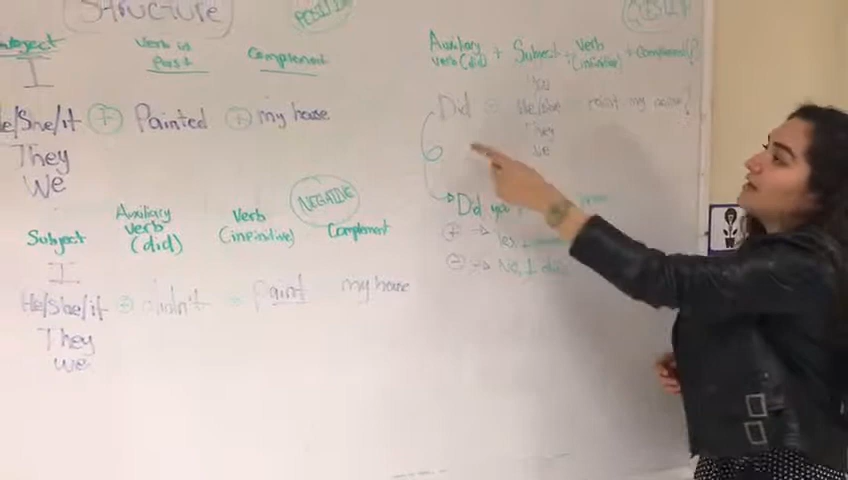 Structure
POSITIVE
Subject
Verb in Past
Complement
I
He/She/it + Painted + my house
They
We
NEGATIVE
Subject
Auxiliary verb (did)
Verb (infinitive)
Complement
I
He/She/it + didn't + paint my house
They
We
Auxiliary verb (did) + Subject + verb (infinitive) + complement?
You
Did + He/She paint my house?
They
We
Did you
+ → Yes, I
- → No, I